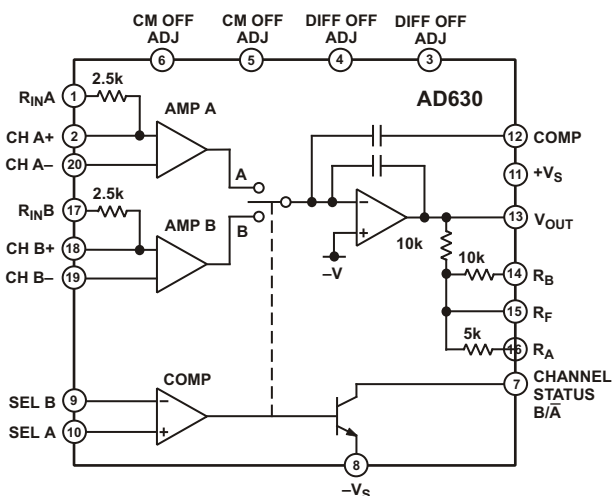 CM OFF
ADJ
CM OFF
ADJ
DIFF OFF
ADJ
DIFF OFF
ADJ
6
5
4
3
AD630
RINA
1
2.5k
CH A+
2
CH A–
20
AMP A
A
12
COMP
11
+VS
RINB
17
2.5k
CH B+
18
CH B–
19
AMP B
B
–
+
–V
10k
13
VOUT
10k
14
RB
15
RF
5k
16
RA
COMP
SEL B
9
–
SEL A
10
+
7
CHANNEL
STATUS
B/A̅
8
–VS